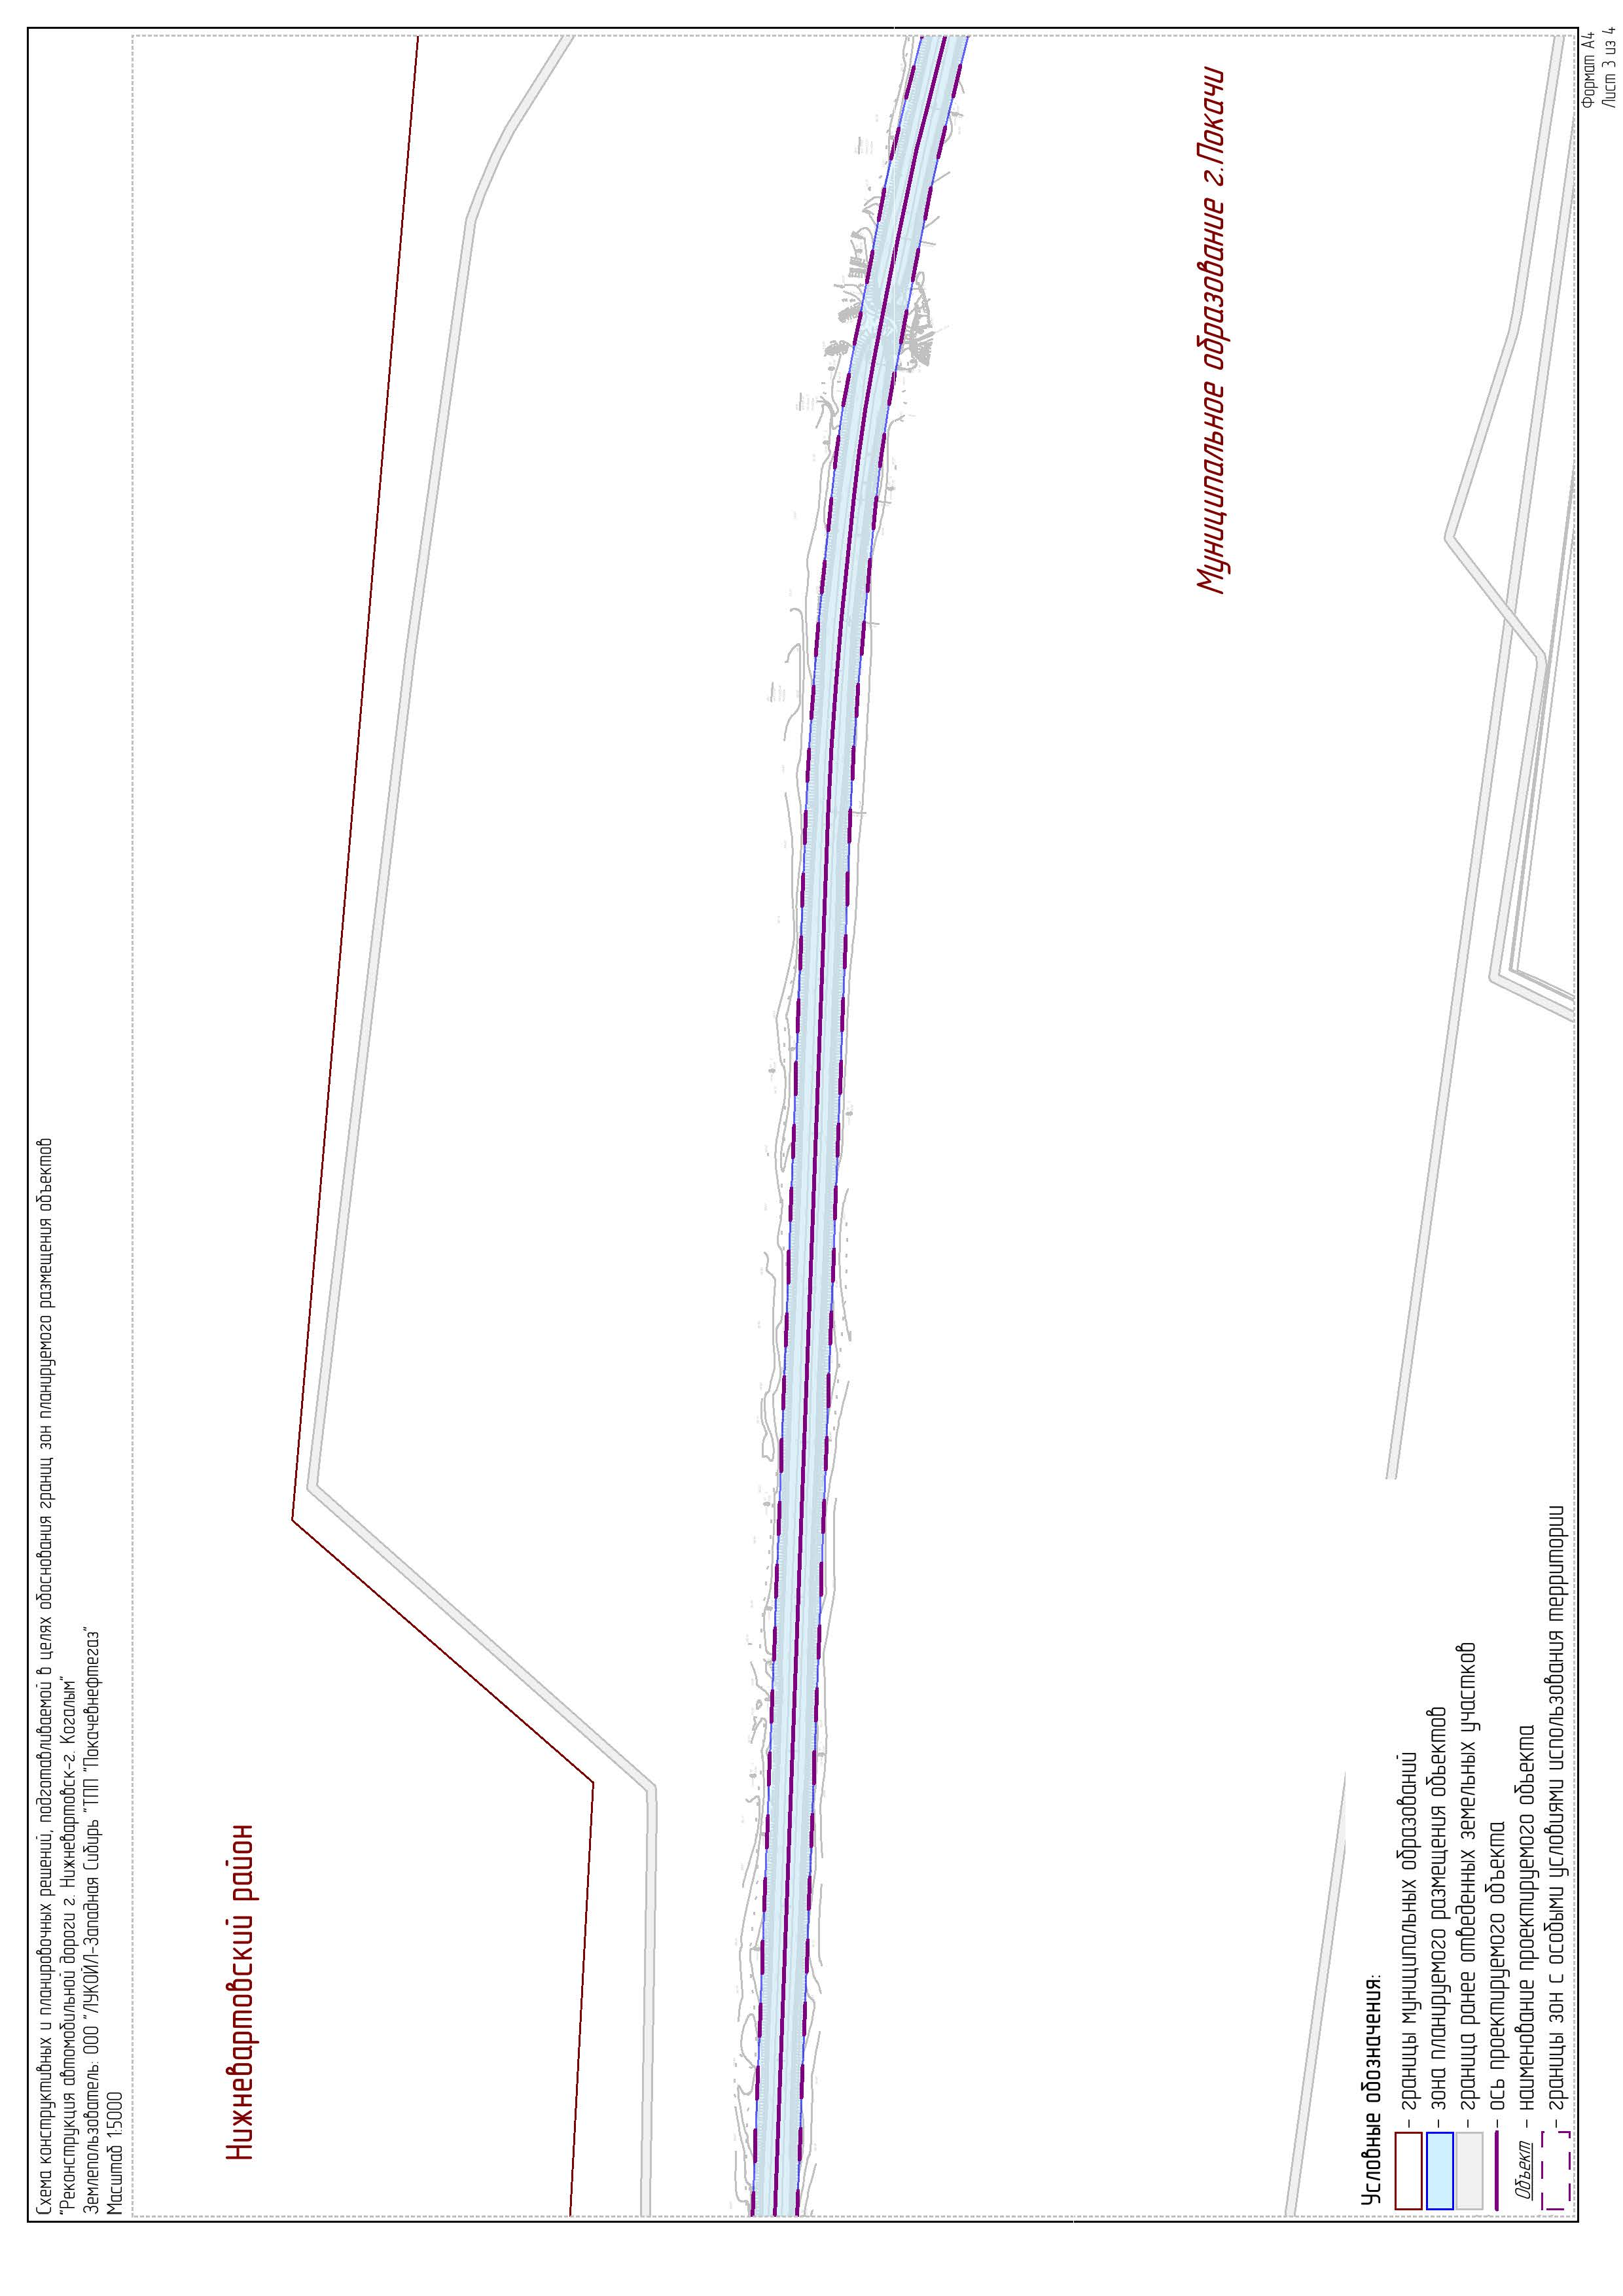 Схема конструктивных и планировочных решений, подготавливаемой в целях обоснования границ зон планируемого размещения объектов
"Реконструкция автомобильной дороги г. Нижневартовск-г. Когалым"
Землепользователь: ООО "ЛУКОЙЛ-Западная Сибирь "ТПП "Покачевнефтегаз"
Масштаб 1:5000
Нижневартовский район
Муниципальное образование г.Покачи
Условные обозначения:
- границы муниципальных образований
- зона планируемого размещения объектов
- граница ранее отведенных земельных участков
- ось проектируемого объекта
Объект - наименование проектируемого объекта
- границы зон с особыми условиями использования территории
Формат А4
Лист 3 из 4